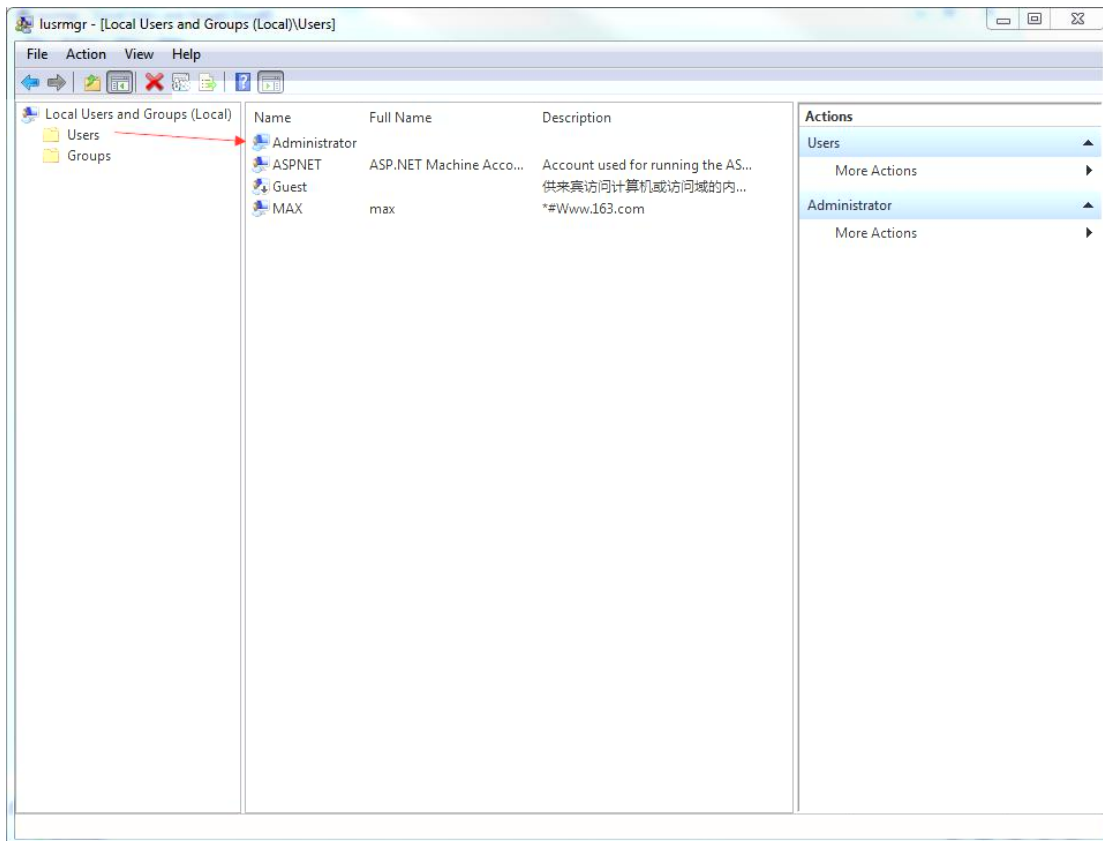 lusrmgr - [Local Users and Groups (Local)\Users]
File Action View Help
Local Users and Groups (Local)
Users
Groups
Name Full Name Description
Administrator
ASPNET ASP.NET Machine Acco... Account used for running the AS...
Guest 供来宾访问计算机或访问域的内...
MAX max *#Www.163.com
Actions
Users
More Actions
Administrator
More Actions